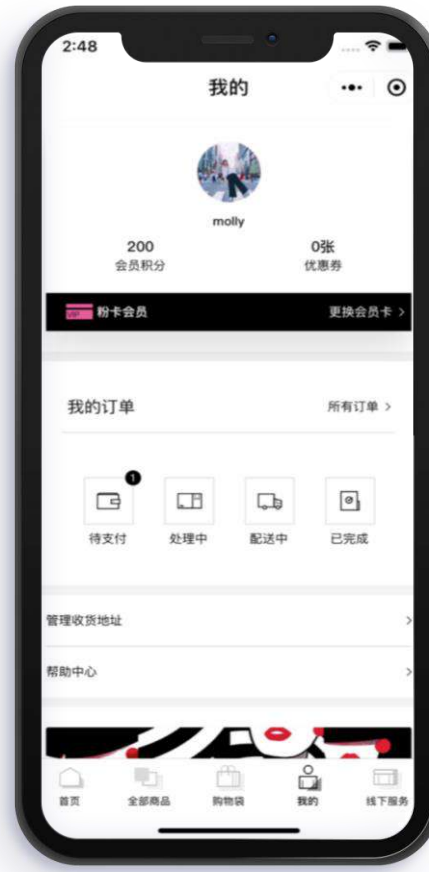 2:48
我的
molly
200
0张
会员积分
优惠券
VIP 粉卡会员
更换会员卡 >
我的订单
所有订单 >
1
待支付
处理中
配送中
已完成
管理收货地址 >
帮助中心 >
首页
全部商品
购物袋
我的
线下服务